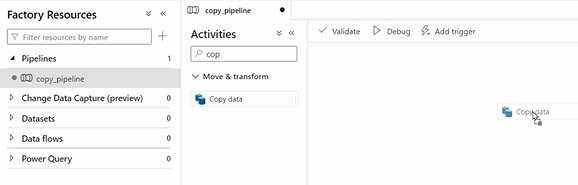 Factory Resources
Filter resources by name
Pipelines 1
copy_pipeline
Change Data Capture (preview) 0
Datasets 0
Data flows 0
Power Query 0
copy_pipeline
Activities
cop
Move & transform
Copy data
Validate Debug Add trigger
Copy data